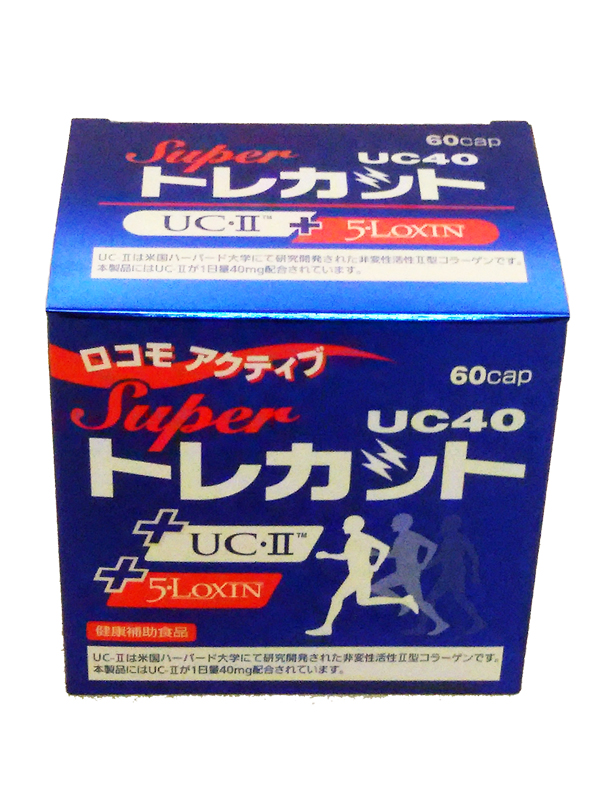 60cap
Super UC40
トレカット
UC·II™ + 5·LOXIN
UC-Ⅱは米国ハーバード大学にて研究開発された非変性活性Ⅱ型コラーゲンです。
本製品にはUC-Ⅱが1日量40mg配合されています。
ロコモ アクティブ
60cap
Super UC40
トレカット
+ UC·II™
+ 5·LOXIN
健康補助食品
UC-Ⅱは米国ハーバード大学にて研究開発された非変性活性Ⅱ型コラーゲンです。
本製品にはUC-Ⅱが1日量40mg配合されています。